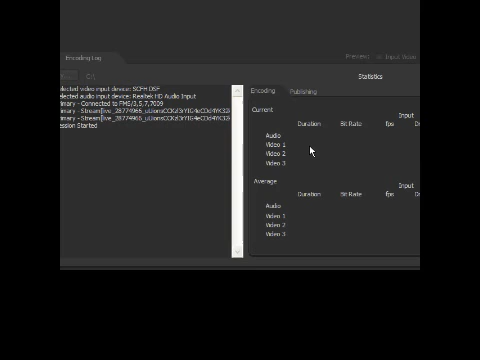 Encoding Log
Preset: Input Video
C:\
elected video input device: SCFH DSF
elected audio input device: Realtek HD Audio Input
rimary - Connected to FMS/3,5,7,7009
rimary -
rimary -
ession Started
Statistics
Encoding Publishing
Current
Input
Duration Bit Rate fps D
Audio
Video 1
Video 2
Video 3
Average
Input
Duration Bit Rate fps D
Audio
Video 1
Video 2
Video 3